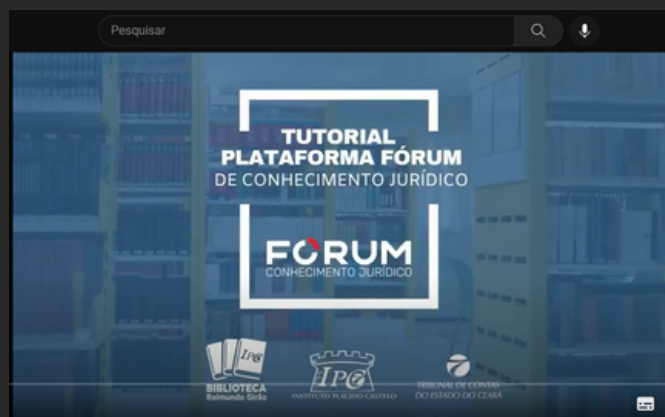 Pesquisar
TUTORIAL
PLATAFORMA FÓRUM
DE CONHECIMENTO JURÍDICO
FÓRUM
CONHECIMENTO JURÍDICO
IPC
BIBLIOTECA
Raimundo Girão
IPC
INSTITUTO PLÁCIDO CASTELO
TRIBUNAL DE CONTAS
DO ESTADO DO CEARÁ